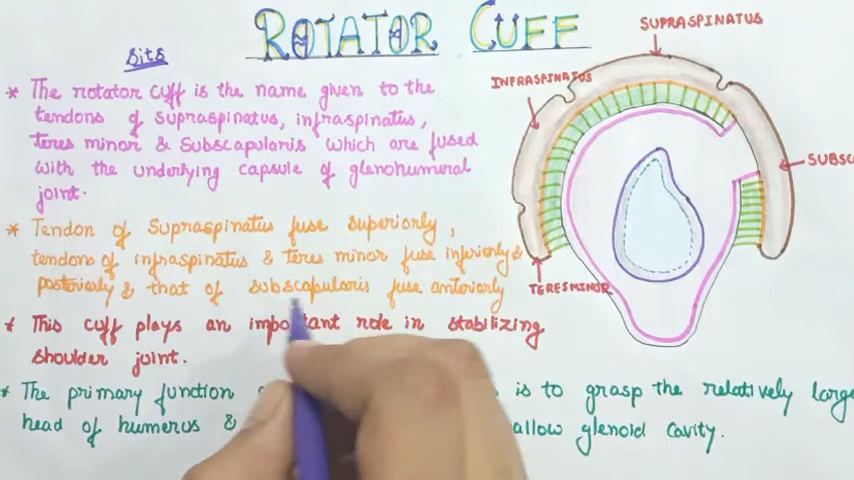 ROTATOR CUFF
Bits
* The rotator cuff is the name given to the
tendons of supraspinatus, infraspinatus,
teres minor & subscapularis which are fused
with the underlying capsule of glenohumeral
joint.
* Tendon of Supraspinatus fuse superiorly,
tendons of infraspinatus & teres minor fuse inferiorly &
posteriorly & that of subscapularis fuse anteriorly
* This cuff plays an important role in stabilizing
shoulder joint.
* The primary function is to grasp the relatively large
head of humerus & glenoid cavity.
SUPRASPINATUS
INFRASPINATUS
SUBSC
TERESMINOR